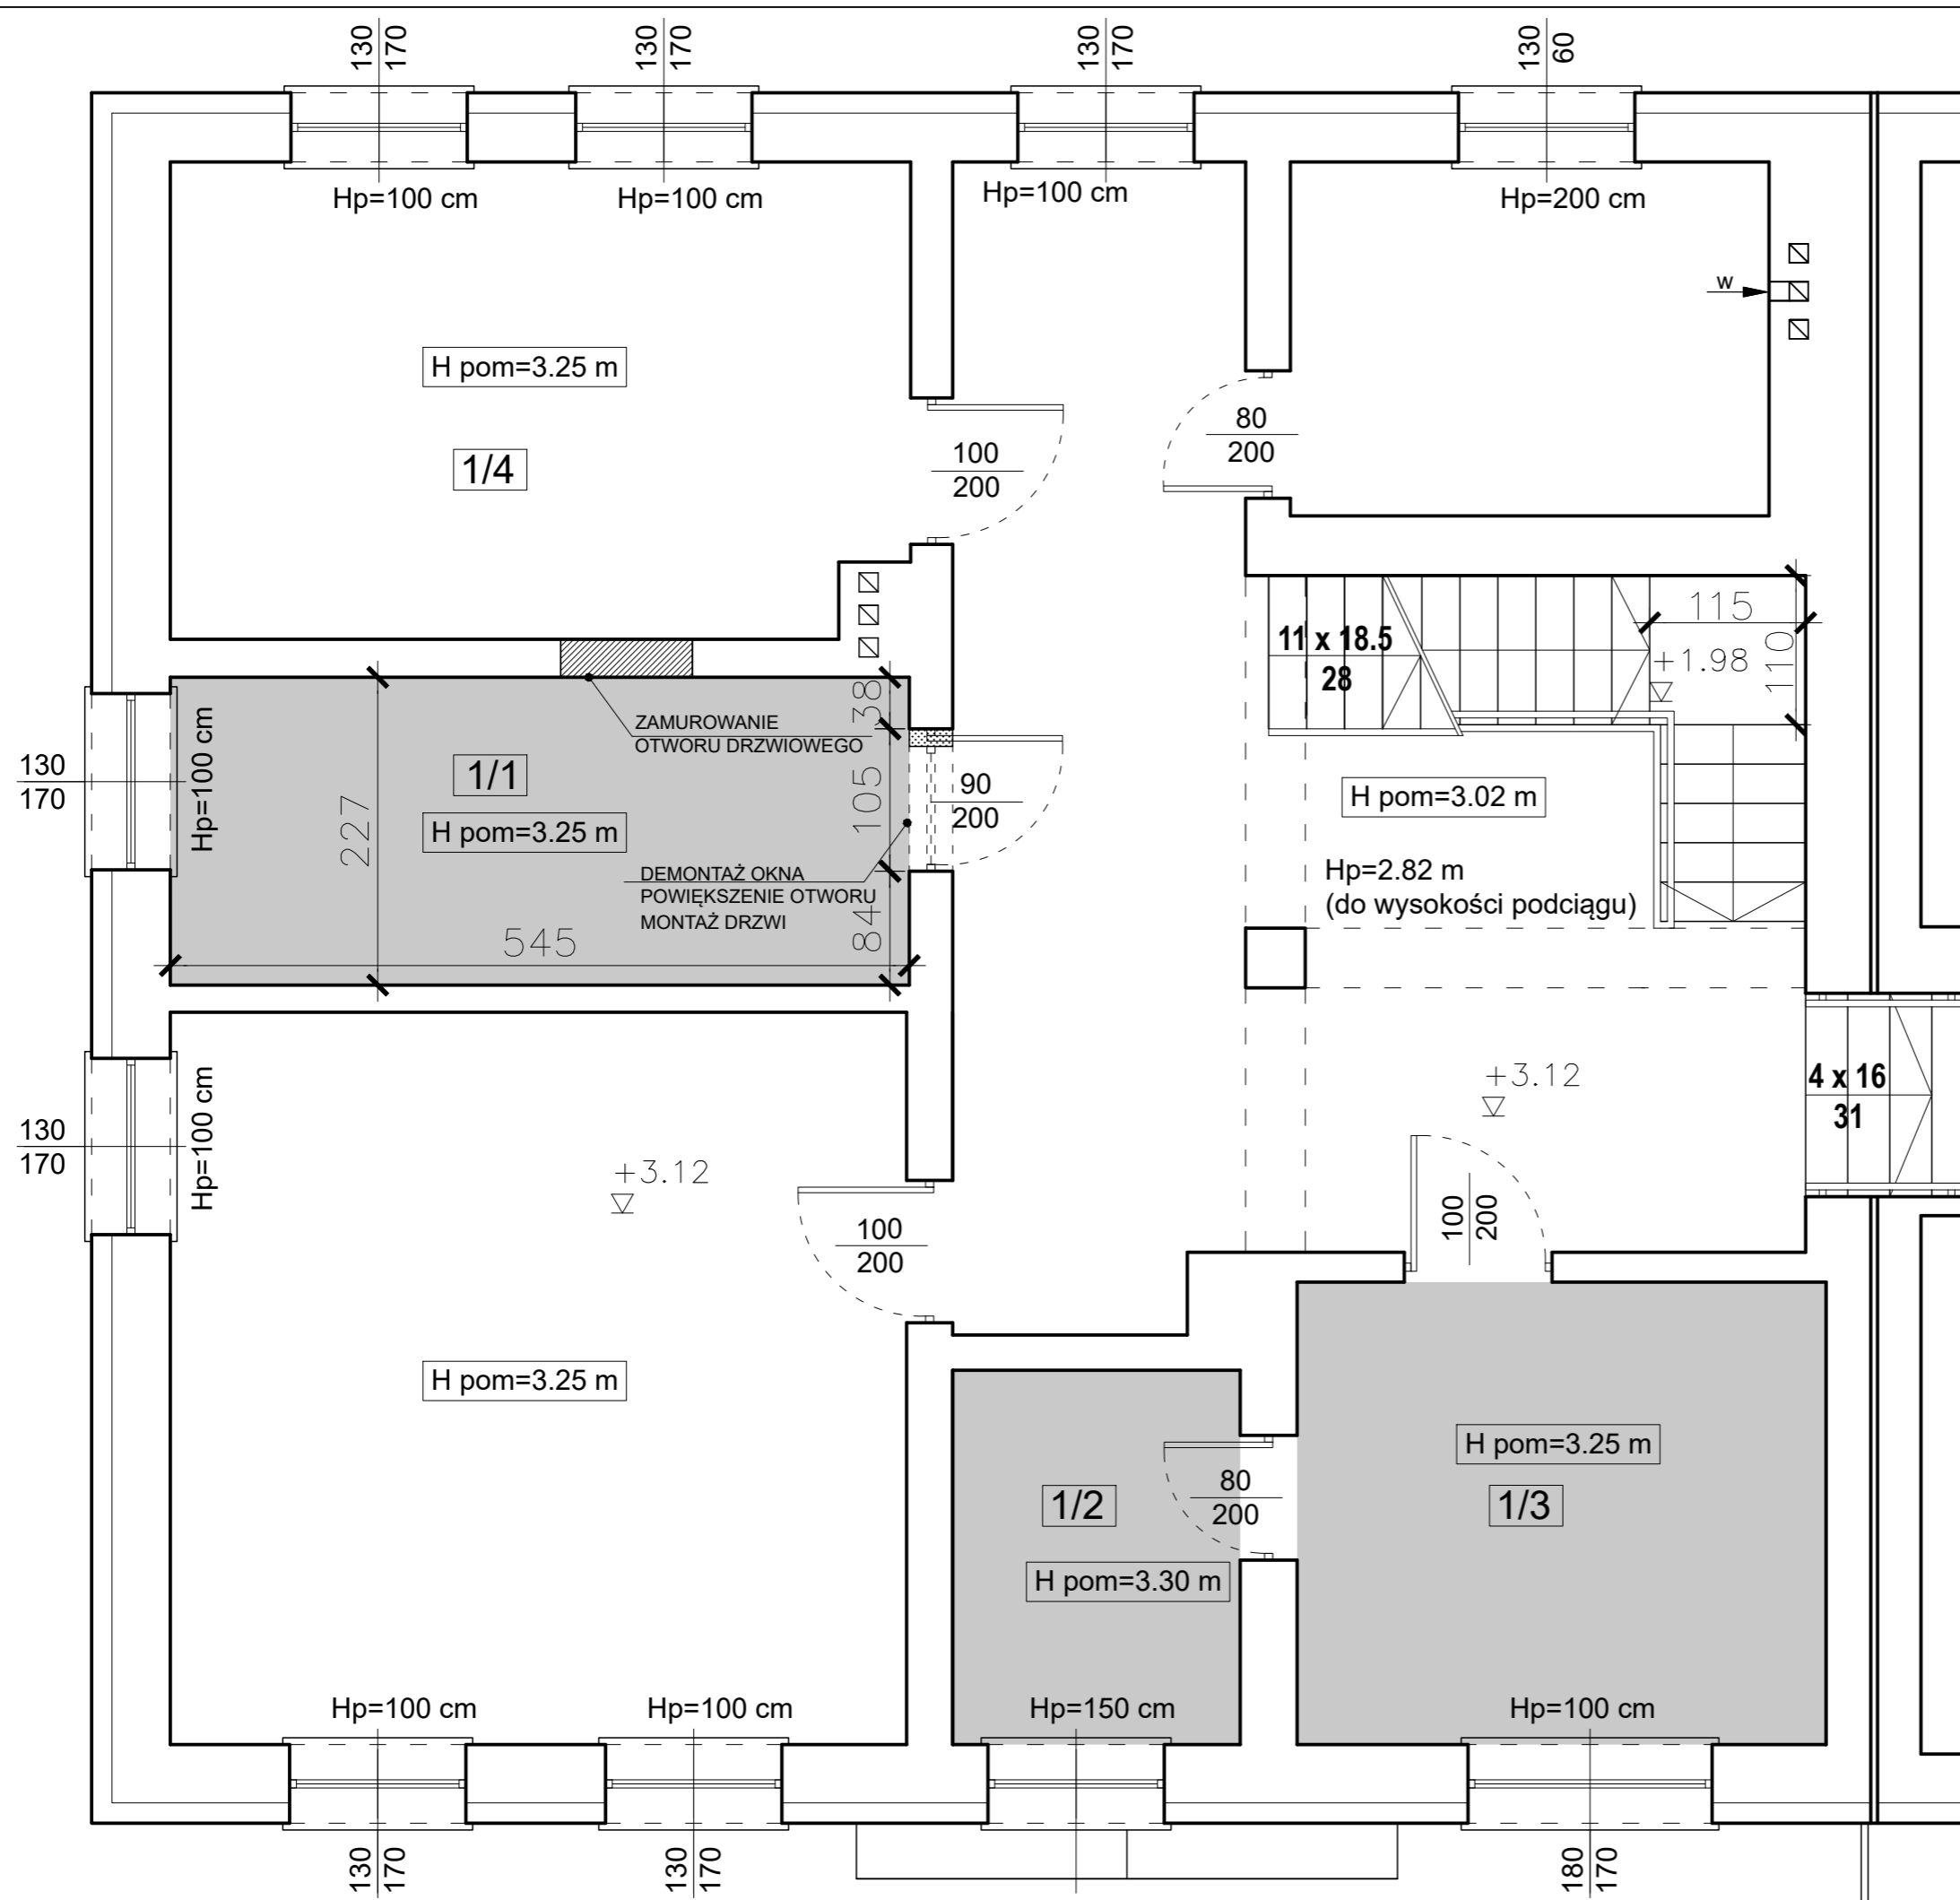 130
170
130
170
130
170
130
60
Hp=100 cm
Hp=100 cm
Hp=100 cm
Hp=200 cm
w
H pom=3.25 m
1/4
100
200
80
200
11 x 18.5
28
115
110
+1.98
38
ZAMUROWANIE
OTWORU DRZWIOWEGO
130
170
Hp=100 cm
1/1
H pom=3.25 m
227
105
90
200
H pom=3.02 m
DEMONTAŻ OKNA
POWIĘKSZENIE OTWORU
MONTAŻ DRZWI
84
545
Hp=2.82 m
(do wysokości podciągu)
130
170
Hp=100 cm
+3.12
+3.12
4 x 16
31
100
200
100
200
H pom=3.25 m
H pom=3.25 m
80
200
1/2
1/3
H pom=3.30 m
Hp=100 cm
Hp=100 cm
Hp=150 cm
Hp=100 cm
130
170
130
170
180
170